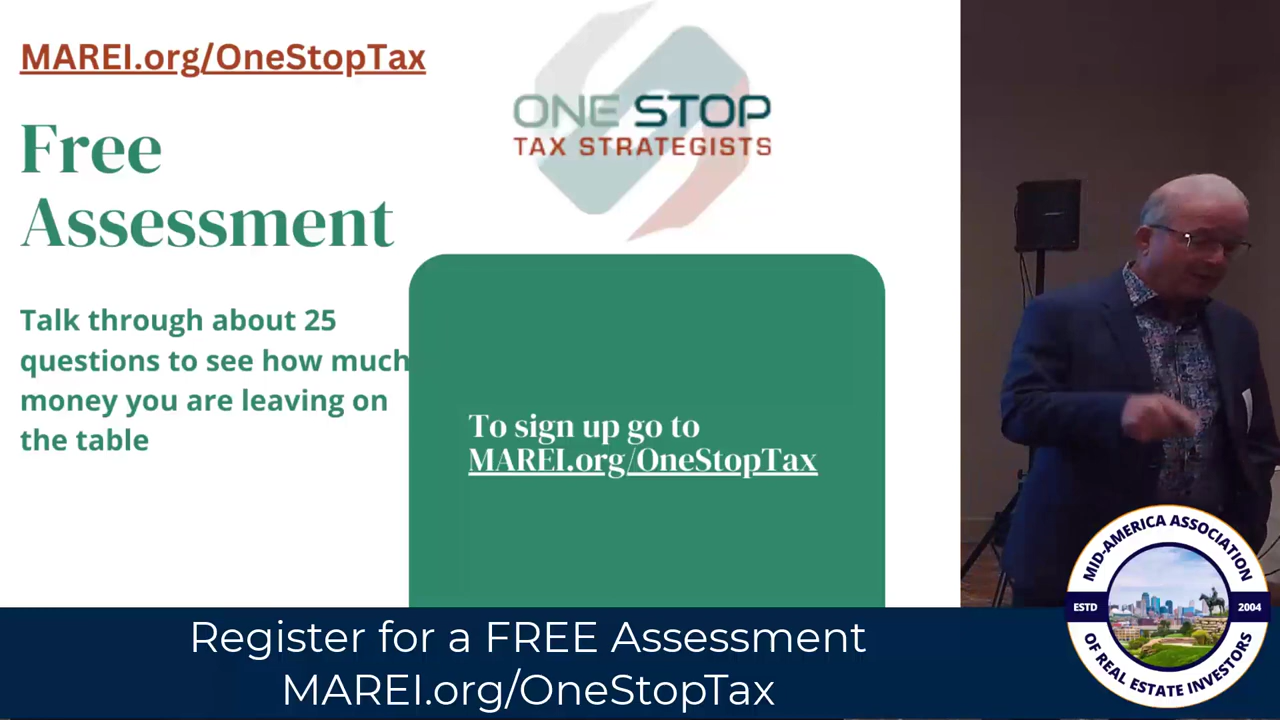 MAREI.org/OneStopTax
ONE STOP
TAX STRATEGISTS
Free
Assessment
Talk through about 25
questions to see how much
money you are leaving on
the table
To sign up go to
MAREI.org/OneStopTax
MID-AMERICA ASSOCIATION
ESTD
2004
OF REAL ESTATE INVESTORS
Register for a FREE Assessment
MAREI.org/OneStopTax